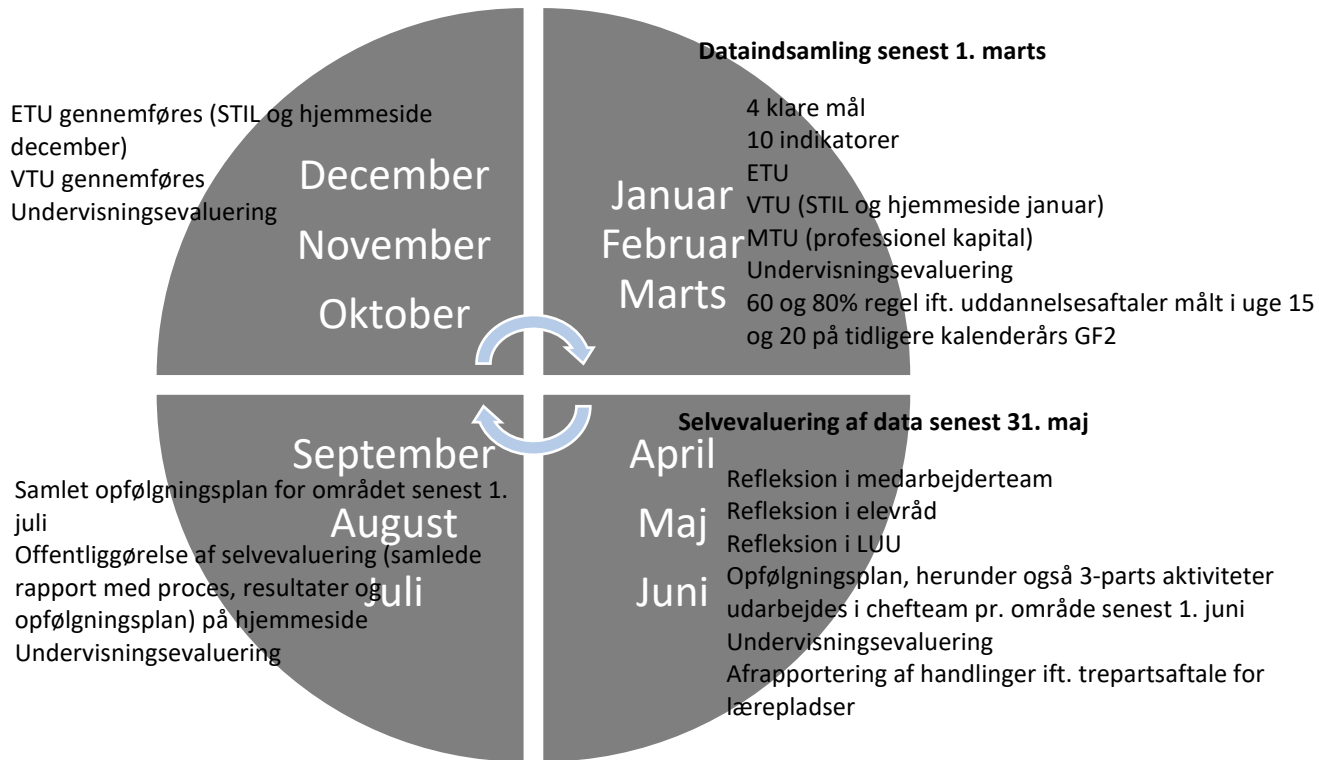 Dataindsamling senest 1. marts
4 klare mål
10 indikatorer
ETU
VTU (STIL og hjemmeside januar)
MTU (professionel kapital)
Undervisningsevaluering
60 og 80% regel ift. uddannelsesaftaler målt i uge 15
og 20 på tidligere kalenderårs GF2
Januar
Februar
Marts
Selvevaluering af data senest 31. maj
Refleksion i medarbejderteam
Refleksion i elevråd
Refleksion i LUU
Opfølgningsplan, herunder også 3-parts aktiviteter
udarbejdes i chefteam pr. område senest 1. juni
Undervisningsevaluering
Afrapportering af handlinger ift. trepartsaftale for
lærepladser
April
Maj
Juni
September
August
Juli
Samlet opfølgningsplan for området senest 1.
juli
Offentliggørelse af selvevaluering (samlede
rapport med proces, resultater og
opfølgningsplan) på hjemmeside
Undervisningsevaluering
ETU gennemføres (STIL og hjemmeside
december)
VTU gennemføres
Undervisningsevaluering
December
November
Oktober